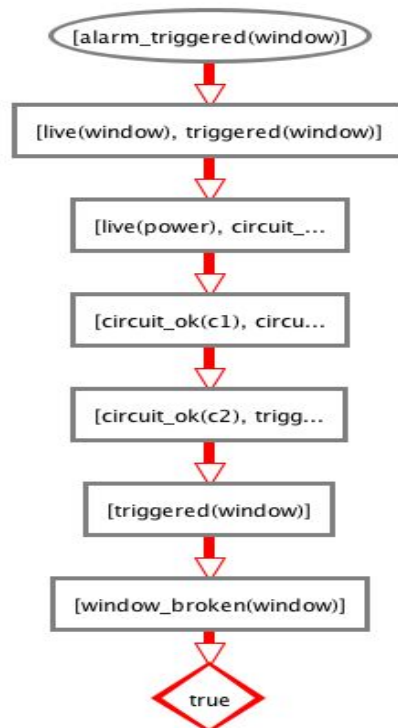 [alarm_triggered(window)]
[live(window), triggered(window)]
[live(power), circuit_...
[circuit_ok(c1), circu...
[circuit_ok(c2), trigg...
[triggered(window)]
[window_broken(window)]
true